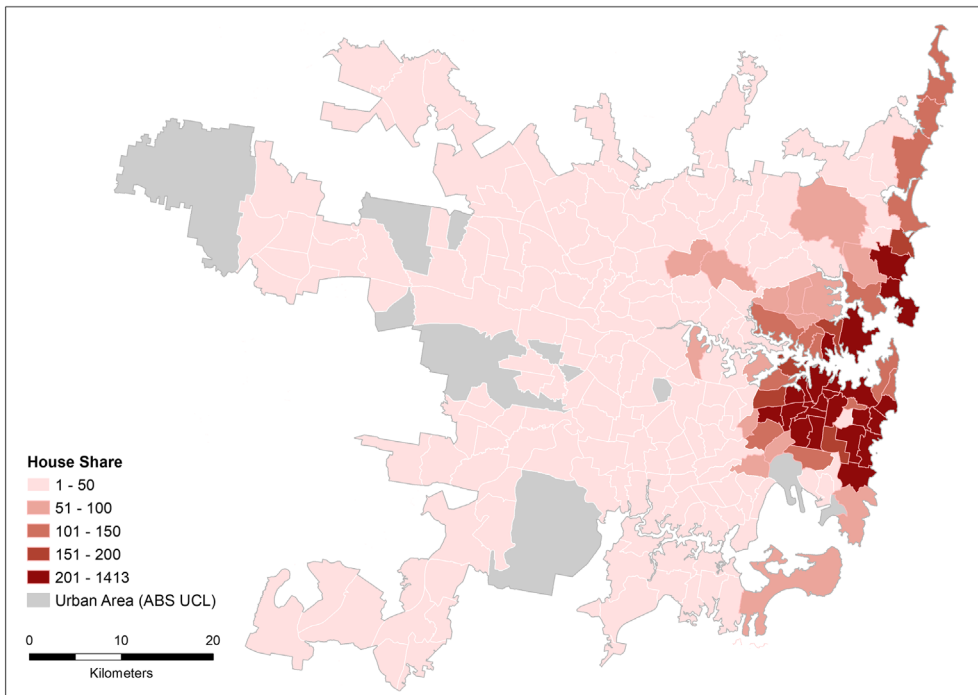 House Share
1 - 50
51 - 100
101 - 150
151 - 200
201 - 1413
Urban Area (ABS UCL)
0 10 20
Kilometers